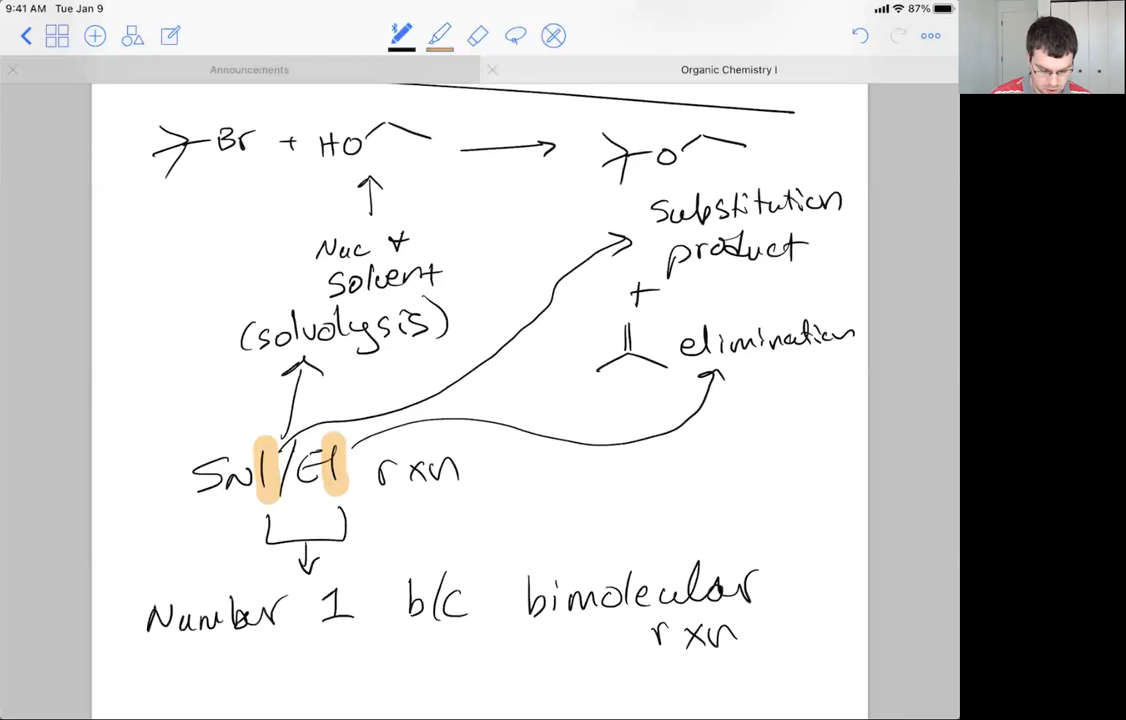 9:41 AM Tue Jan 9
87%
Announcements
Organic Chemistry I
Br + HO
O
substitution
product
Nuc &
solvent
(solvolysis)
+
elimination
SN1/E1 rxn
Number 1 b/c bimolecular
rxn